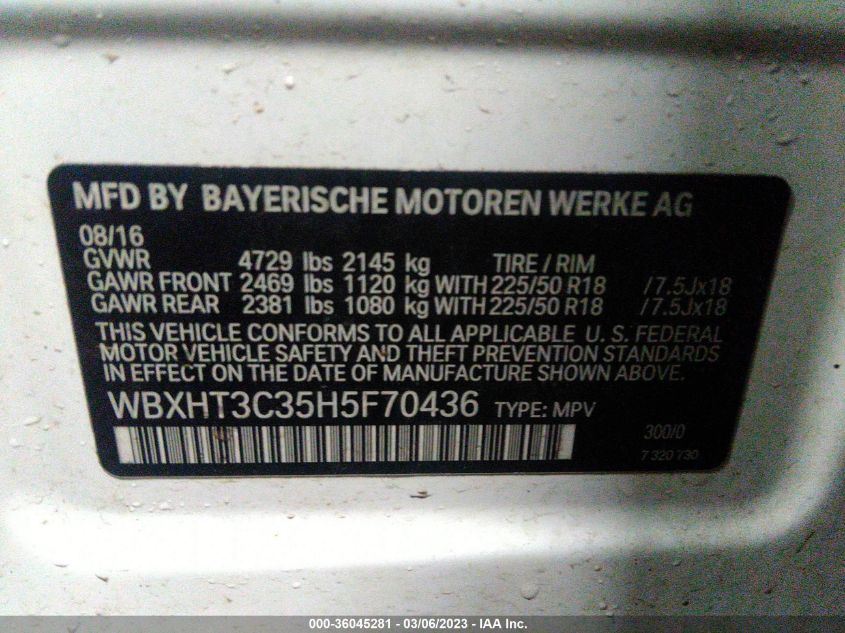 MFD BY BAYERISCHE MOTOREN WERKE AG
08/16
GVWR 4729 lbs 2145 kg TIRE / RIM
GAWR FRONT 2469 lbs 1120 kg WITH 225/50 R18 /7.5Jx18
GAWR REAR 2381 lbs 1080 kg WITH 225/50 R18 /7.5Jx18
THIS VEHICLE CONFORMS TO ALL APPLICABLE U. S. FEDERAL
MOTOR VEHICLE SAFETY AND THEFT PREVENTION STANDARDS
IN EFFECT ON THE DATE OF MANUFACTURE SHOWN ABOVE.
WBXHT3C35H5F70436 TYPE: MPV
300/0
7 320 730
000-36045281 / 03/06/2023 - IAA Inc.